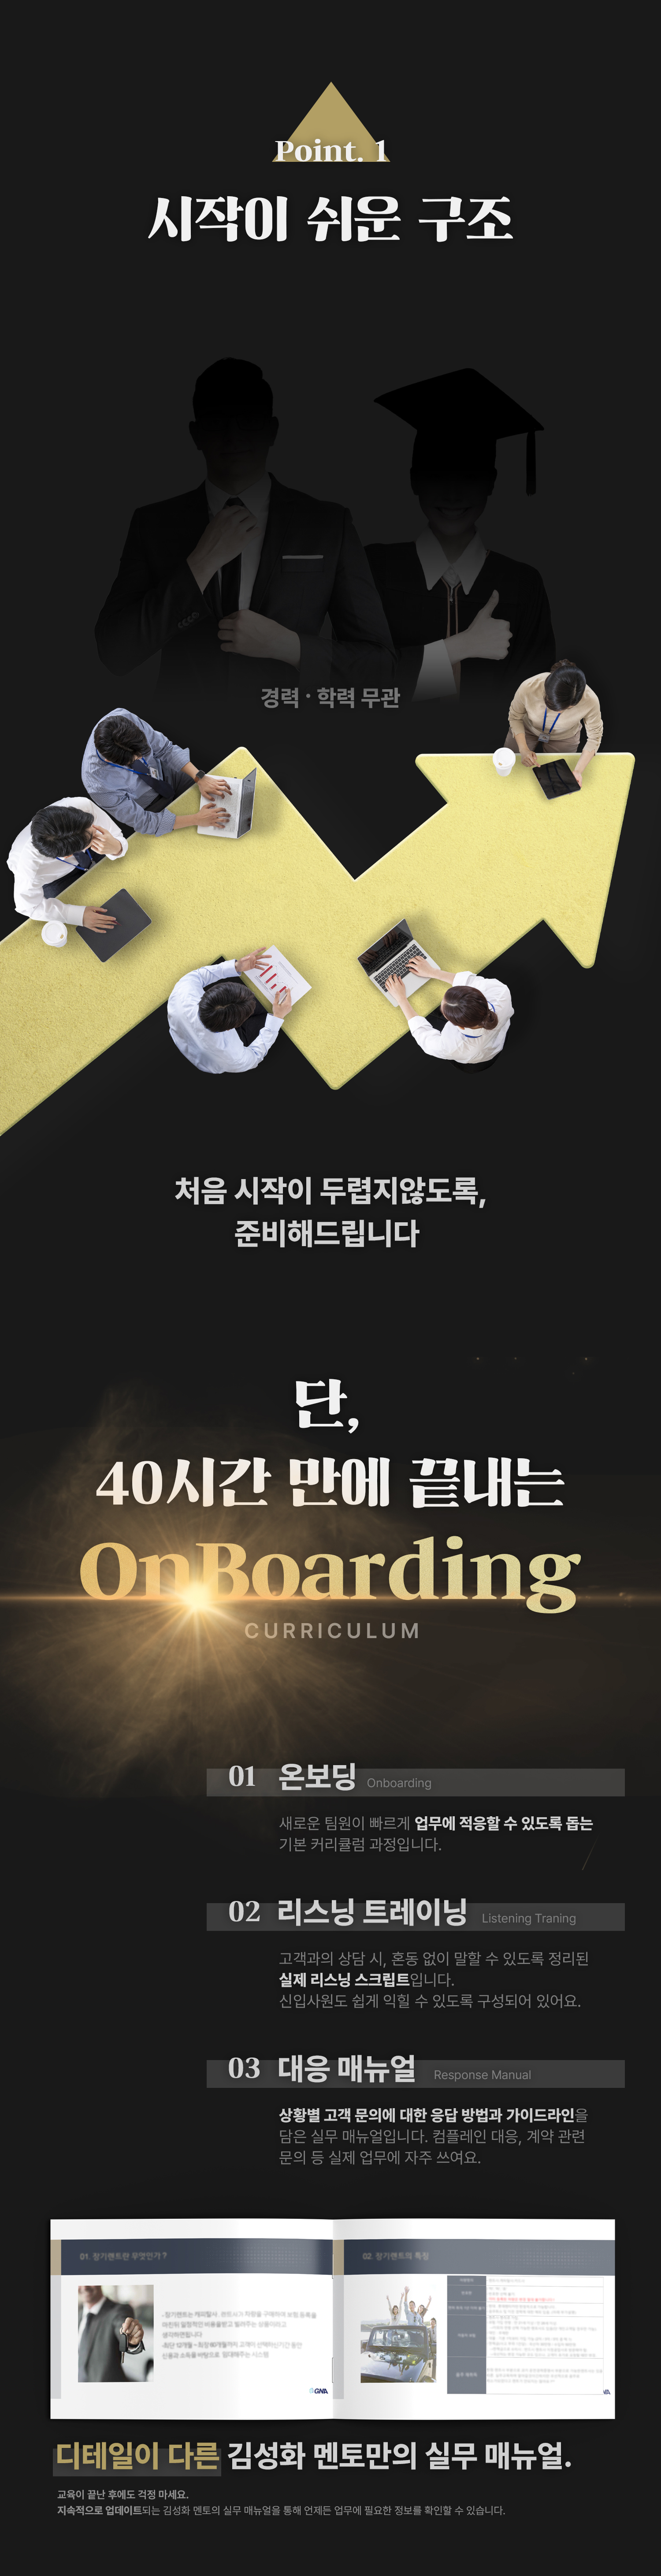 Point. 1
시작이 쉬운 구조
경력 · 학력 무관
처음 시작이 두렵지않도록,
준비해드립니다
단,
40시간 만에 끝내는
OnBoarding
CURRICULUM
01 온보딩 Onboarding
새로운 팀원이 빠르게 업무에 적응할 수 있도록 돕는
기본 커리큘럼 과정입니다.
02 리스닝 트레이닝 Listening Traning
고객과의 상담 시, 혼동 없이 말할 수 있도록 정리된
실제 리스닝 스크립트입니다.
신입사원도 쉽게 익힐 수 있도록 구성되어 있어요.
03 대응 매뉴얼 Response Manual
상황별 고객 문의에 대한 응답 방법과 가이드라인을
담은 실무 매뉴얼입니다. 컴플레인 대응, 계약 관련
문의 등 실제 업무에 자주 쓰여요.
01. 장기렌트란 무엇인가?
02. 장기렌트의 특징
디테일이 다른 김성화 멘토만의 실무 매뉴얼.
교육이 끝난 후에도 걱정 마세요.
지속적으로 업데이트되는 김성화 멘토의 실무 매뉴얼을 통해 언제든 업무에 필요한 정보를 확인할 수 있습니다.